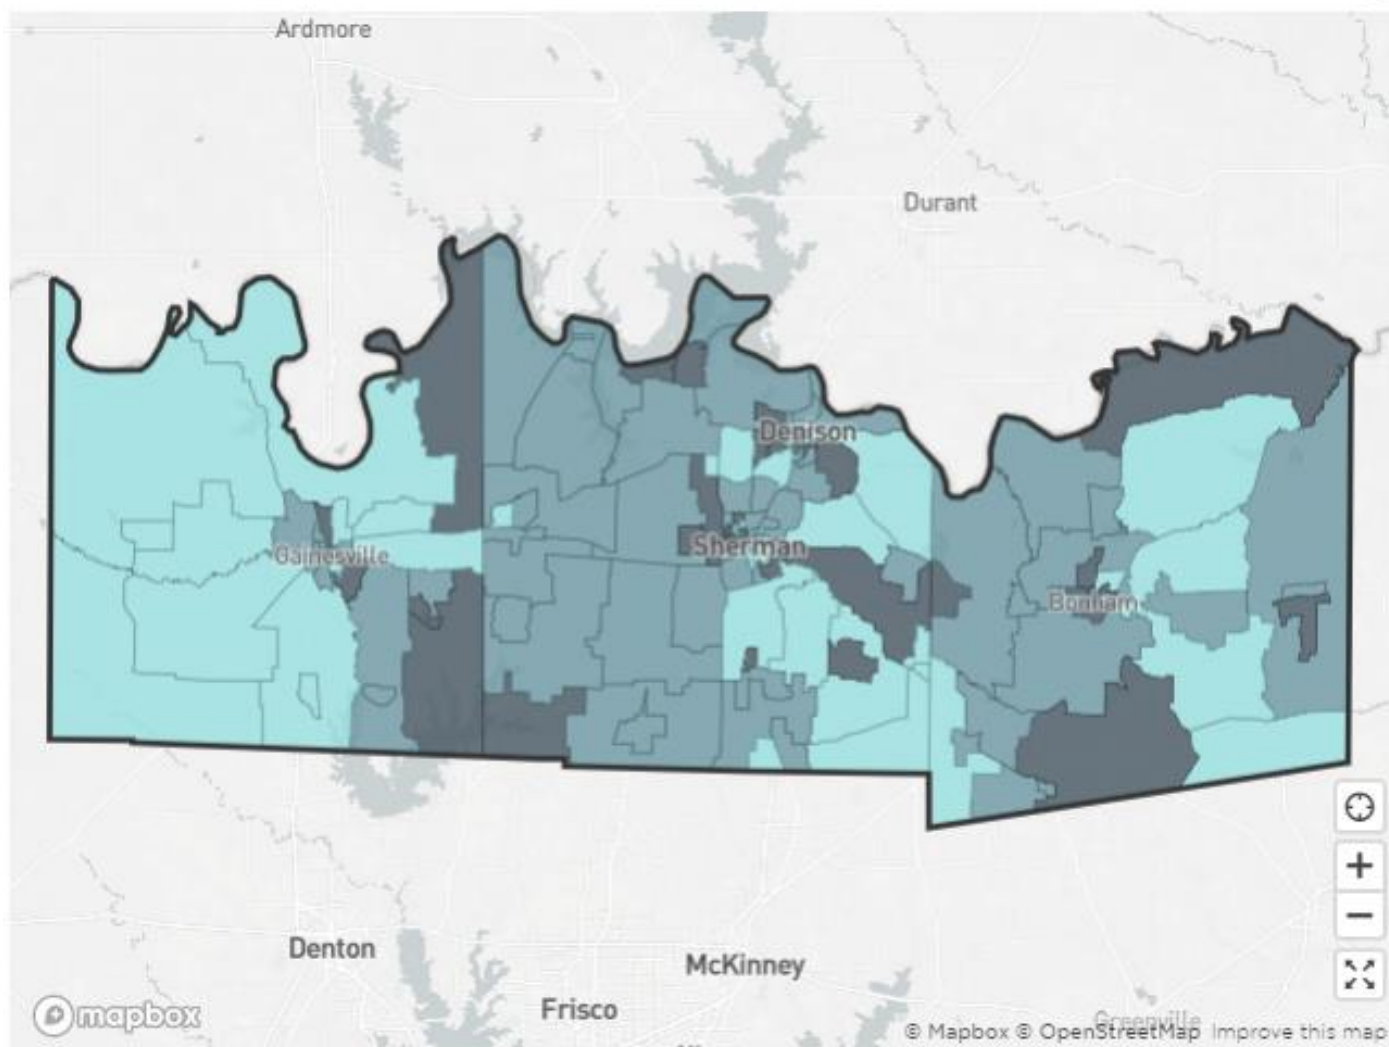 Ardmore
Durant
Denison
Sherman
Gainesville
Bonham
Denton
McKinney
Frisco
Greenville
mapbox
© Mapbox © OpenStreetMap Improve this map